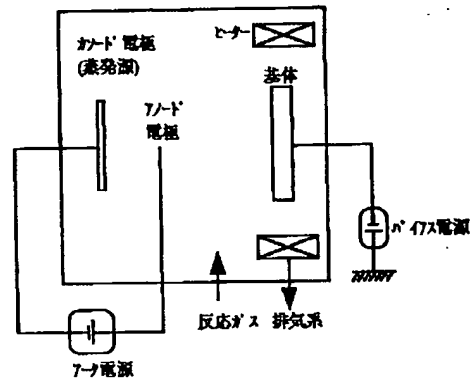 カソード電極
(蒸発源)
ヒーター
基体
アノード
電極
バイアス電源
反応ガス
排気系
アーク電源